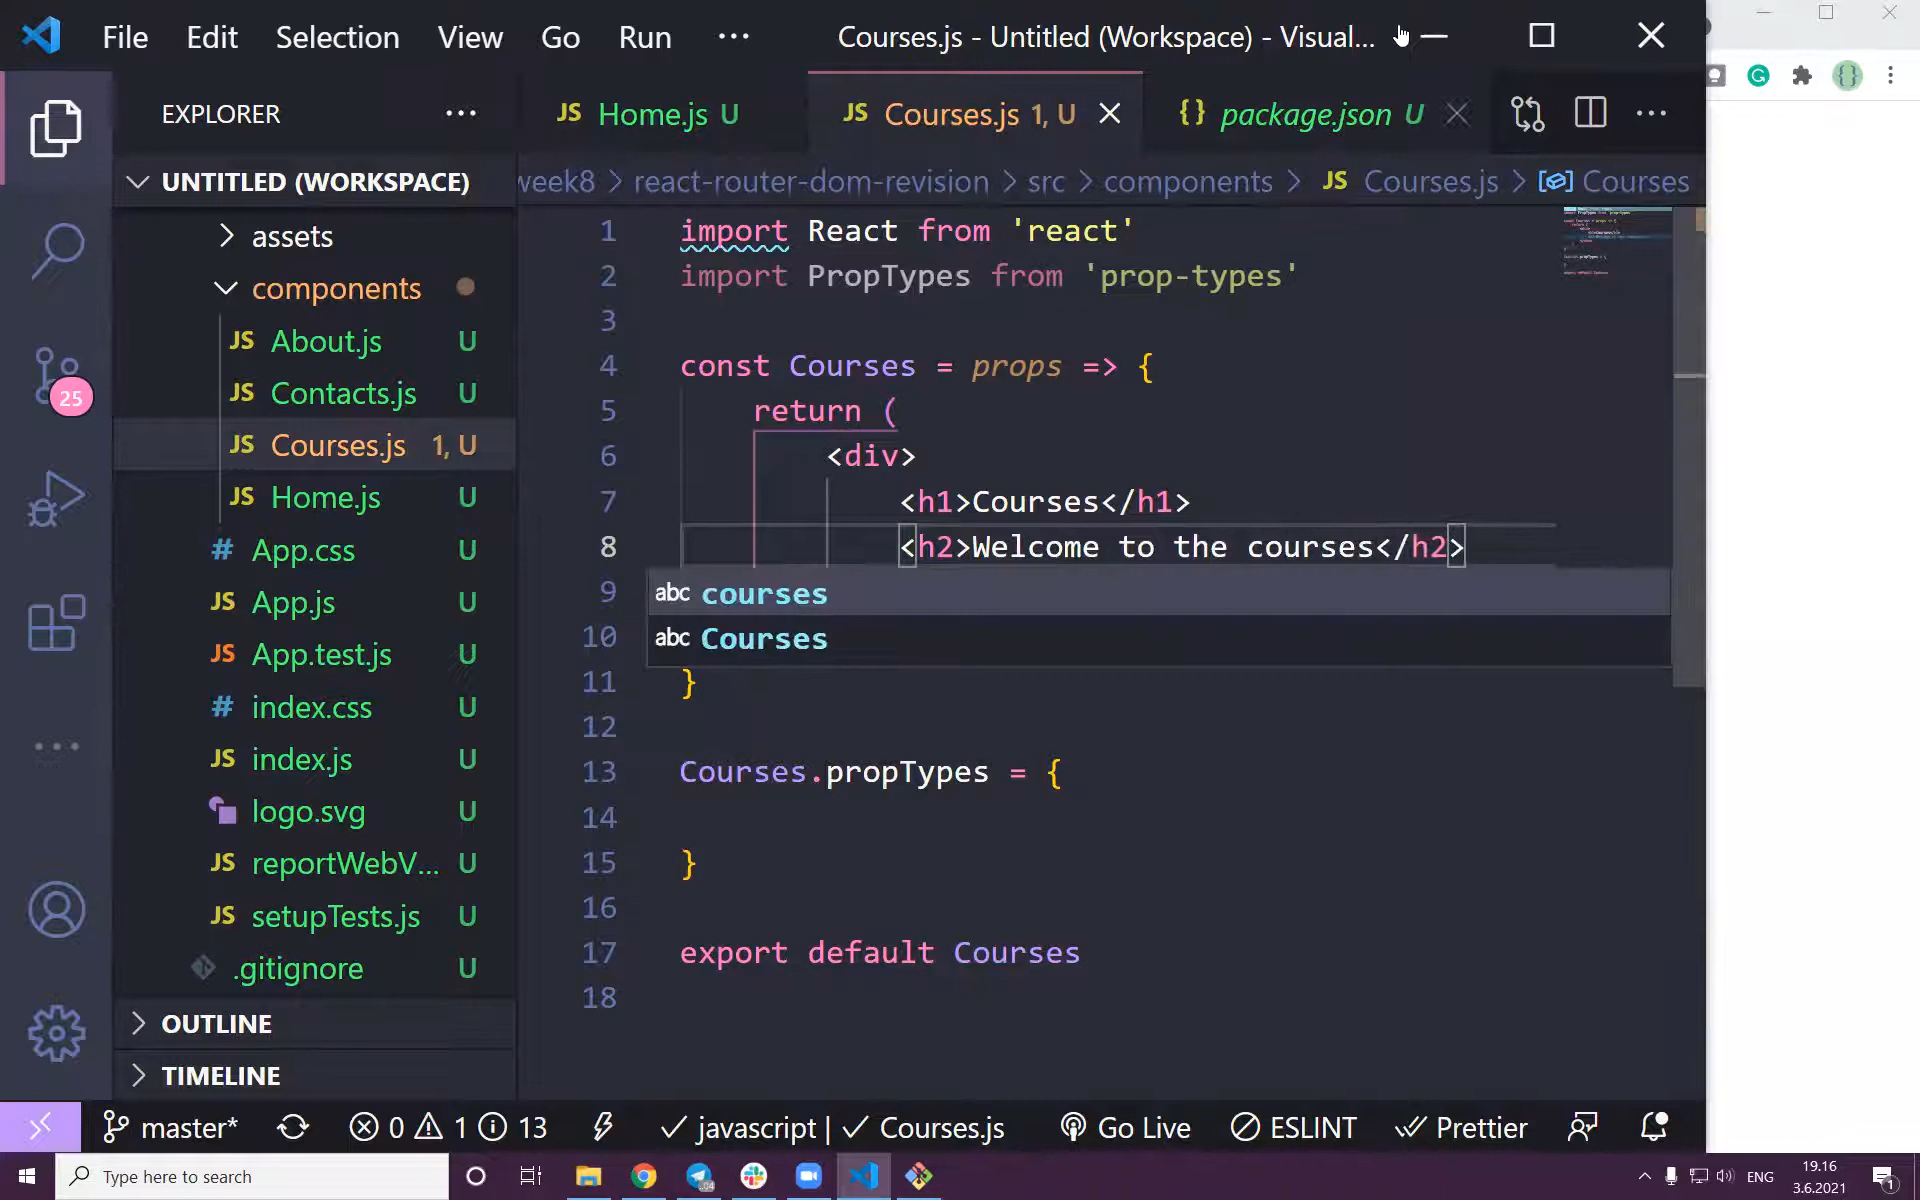 File Edit Selection View Go Run ··· Courses.js - Untitled (Workspace) - Visual...
EXPLORER ···
JS Home.js U
JS Courses.js 1, U
{} package.json U
UNTITLED (WORKSPACE)
week8 > react-router-dom-revision > src > components > JS Courses.js > Courses
assets
components
JS About.js U
JS Contacts.js U
JS Courses.js 1, U
JS Home.js U
# App.css U
JS App.js U
JS App.test.js U
# index.css U
JS index.js U
logo.svg U
JS reportWebV... U
JS setupTests.js U
.gitignore U
OUTLINE
TIMELINE
25
1 import React from 'react'
2 import PropTypes from 'prop-types'
3
4 const Courses = props => {
5 return (
6 <div>
7 <h1>Courses</h1>
8 <h2>Welcome to the courses</h2>
9
abc courses
10
abc Courses
11 }
12
13 Courses.propTypes = {
14
15 }
16
17 export default Courses
18
master* 0 1 13 javascript | Courses.js Go Live ESLINT Prettier
Type here to search
04
ENG
19.16
3.6.2021
1